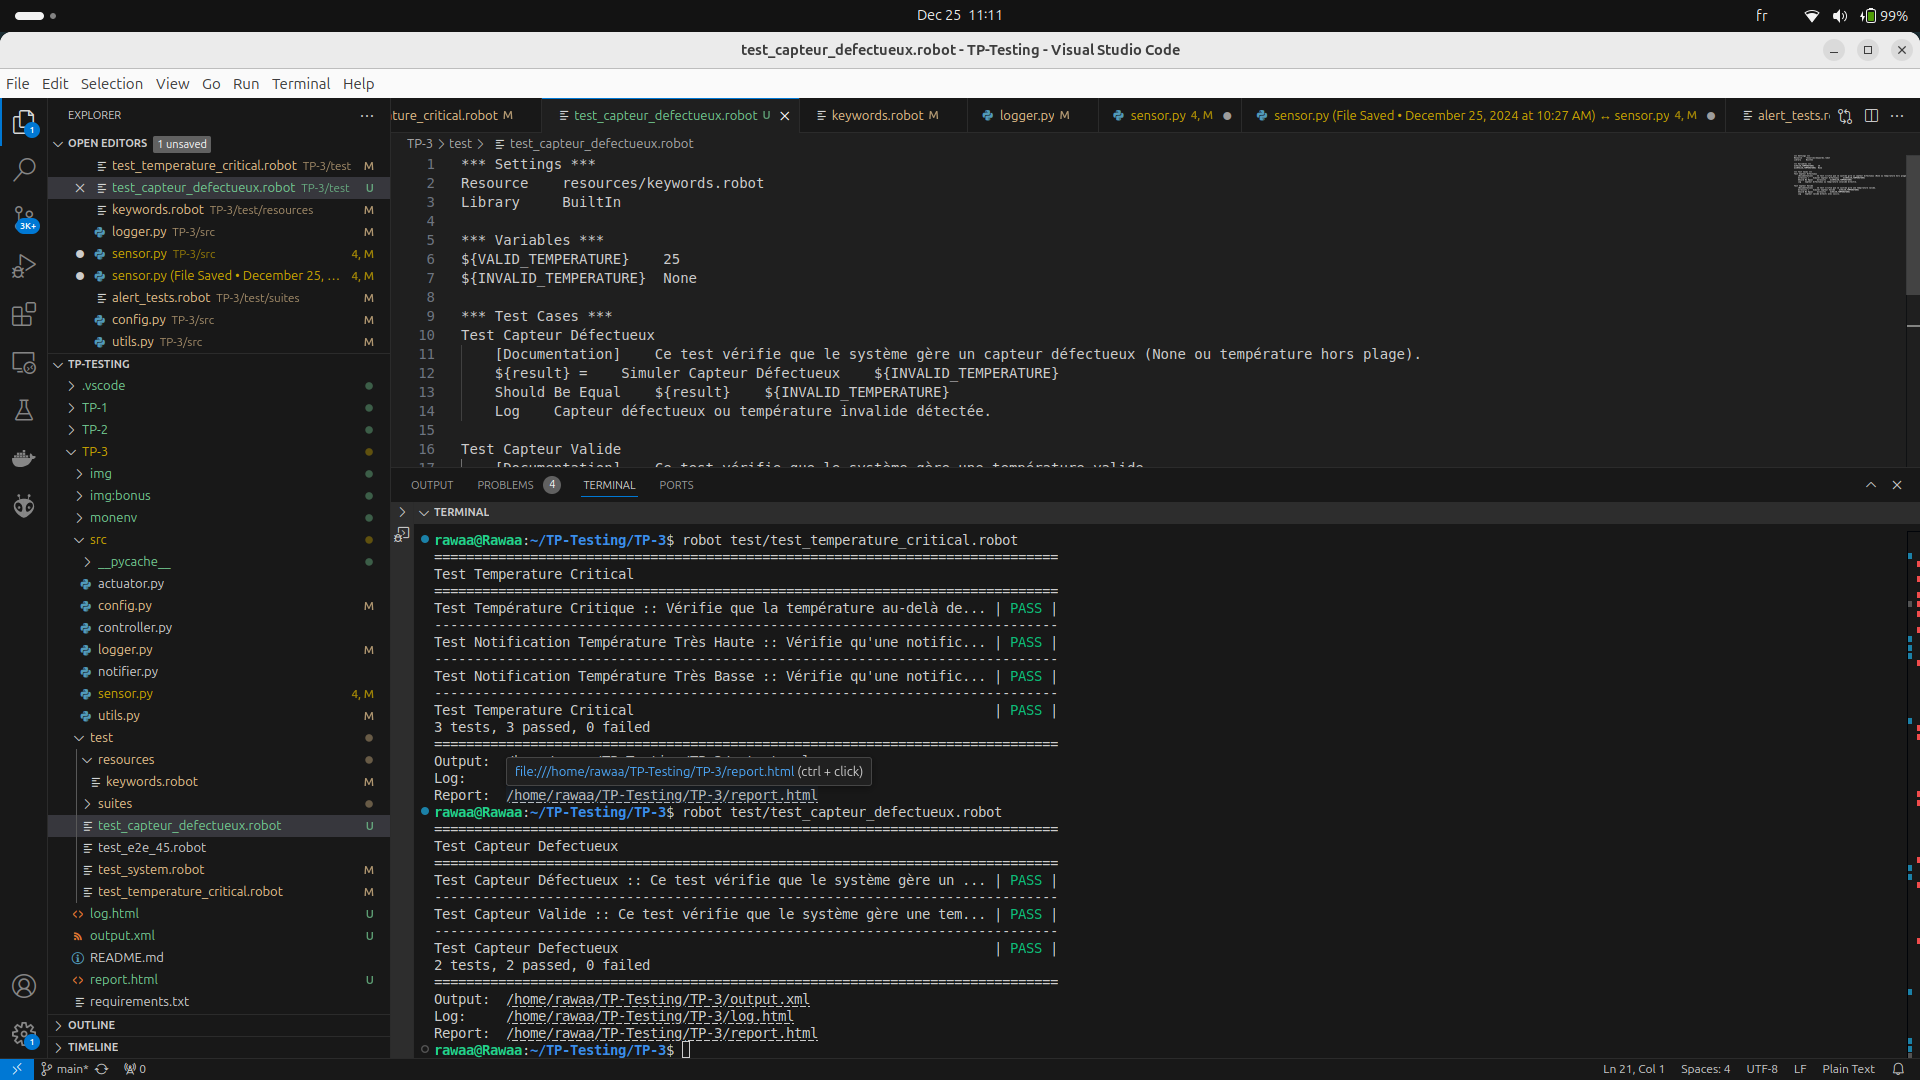 Dec 25 11:11
fr
99%
test_capteur_defectueux.robot - TP-Testing - Visual Studio Code
File Edit Selection View Go Run Terminal Help
EXPLORER
OPEN EDITORS 1 unsaved
test_temperature_critical.robot TP-3/test M
test_capteur_defectueux.robot TP-3/test U
keywords.robot TP-3/test/resources M
logger.py TP-3/src M
sensor.py TP-3/src 4, M
sensor.py (File Saved • December 25, ... 4, M
alert_tests.robot TP-3/test/suites M
config.py TP-3/src M
utils.py TP-3/src M
TP-TESTING
.vscode
TP-1
TP-2
TP-3
img
img:bonus
monenv
src
__pycache__
actuator.py
config.py M
controller.py
logger.py M
notifier.py
sensor.py 4, M
utils.py M
test
resources
keywords.robot M
suites
test_capteur_defectueux.robot U
test_e2e_45.robot
test_system.robot M
test_temperature_critical.robot M
log.html U
output.xml U
README.md
report.html U
requirements.txt
OUTLINE
TIMELINE
1
3K+
1
ture_critical.robot M
test_capteur_defectueux.robot U
keywords.robot M
logger.py M
sensor.py 4, M
sensor.py (File Saved • December 25, 2024 at 10:27 AM) ↔ sensor.py 4, M
alert_tests.r
TP-3 > test > test_capteur_defectueux.robot
1 *** Settings ***
2 Resource    resources/keywords.robot
3 Library     BuiltIn
4
5 *** Variables ***
6 ${VALID_TEMPERATURE}    25
7 ${INVALID_TEMPERATURE}  None
8
9 *** Test Cases ***
10 Test Capteur Défectueux
11     [Documentation]    Ce test vérifie que le système gère un capteur défectueux (None ou température hors plage).
12     ${result} =    Simuler Capteur Défectueux    ${INVALID_TEMPERATURE}
13     Should Be Equal    ${result}    ${INVALID_TEMPERATURE}
14     Log    Capteur défectueux ou température invalide détectée.
15
16 Test Capteur Valide
17     [Documentation]    Ce test vérifie que le système gère une température valide
OUTPUT PROBLEMS 4 TERMINAL PORTS
TERMINAL
rawaa@Rawaa:~/TP-Testing/TP-3$ robot test/test_temperature_critical.robot
==============================================================================
Test Temperature Critical
==============================================================================
Test Température Critique :: Vérifie que la température au-delà de... | PASS |
------------------------------------------------------------------------------
Test Notification Température Très Haute :: Vérifie qu'une notific... | PASS |
------------------------------------------------------------------------------
Test Notification Température Très Basse :: Vérifie qu'une notific... | PASS |
------------------------------------------------------------------------------
Test Temperature Critical                                             | PASS |
3 tests, 3 passed, 0 failed
==============================================================================
Output:
file:///home/rawaa/TP-Testing/TP-3/report.html (ctrl + click)
Log:
Report:  /home/rawaa/TP-Testing/TP-3/report.html
rawaa@Rawaa:~/TP-Testing/TP-3$ robot test/test_capteur_defectueux.robot
==============================================================================
Test Capteur Defectueux
==============================================================================
Test Capteur Défectueux :: Ce test vérifie que le système gère un ... | PASS |
------------------------------------------------------------------------------
Test Capteur Valide :: Ce test vérifie que le système gère une tem... | PASS |
------------------------------------------------------------------------------
Test Capteur Defectueux                                               | PASS |
2 tests, 2 passed, 0 failed
==============================================================================
Output:  /home/rawaa/TP-Testing/TP-3/output.xml
Log:     /home/rawaa/TP-Testing/TP-3/log.html
Report:  /home/rawaa/TP-Testing/TP-3/report.html
rawaa@Rawaa:~/TP-Testing/TP-3$
main* 0
Ln 21, Col 1 Spaces: 4 UTF-8 LF Plain Text